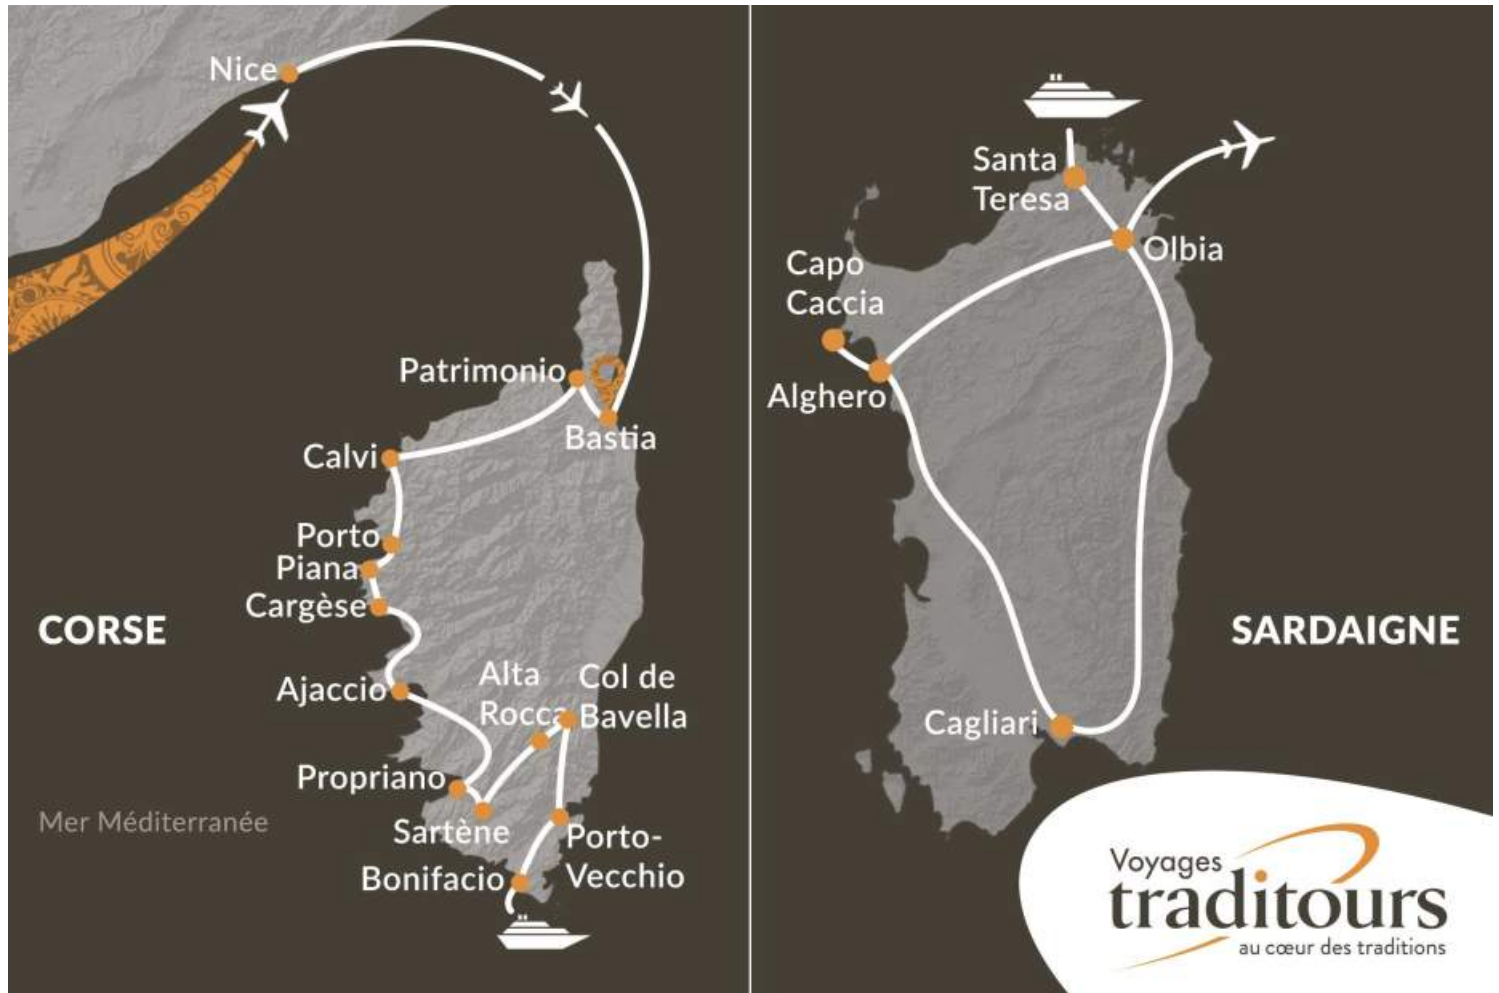 Nice
Patrimonio
Bastia
Calvi
Porto
Piana
Cargèse
CORSE
Ajaccio
Alta
Rocca
Col de
Bavella
Propriano
Mer Méditerranée
Sartène
Porto-
Vecchio
Bonifacio
Santa
Teresa
Olbia
Capo
Caccia
Alghero
SARDAIGNE
Cagliari
Voyages
traditours
au cœur des traditions